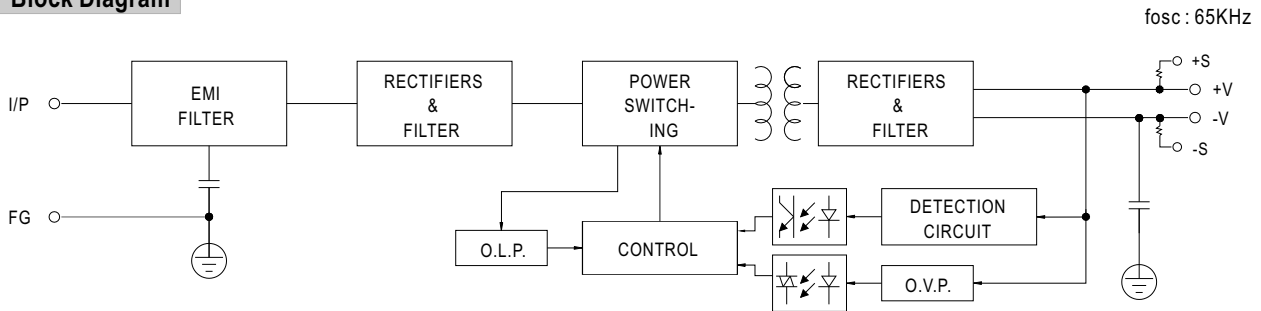 Block Diagram
fosc : 65KHz
I/P
EMI
FILTER
RECTIFIERS
&
FILTER
POWER
SWITCH-
ING
RECTIFIERS
&
FILTER
+S
+V
-V
-S
FG
O.L.P.
CONTROL
DETECTION
CIRCUIT
O.V.P.